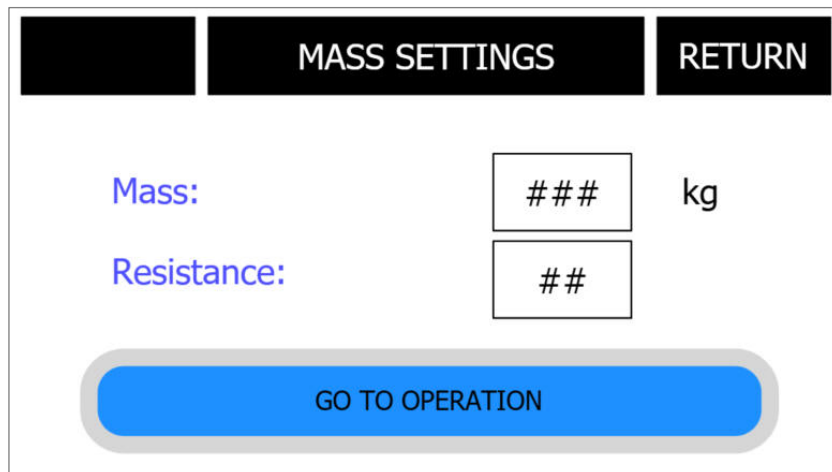 MASS SETTINGS RETURN
Mass: ### kg
Resistance: ##
GO TO OPERATION